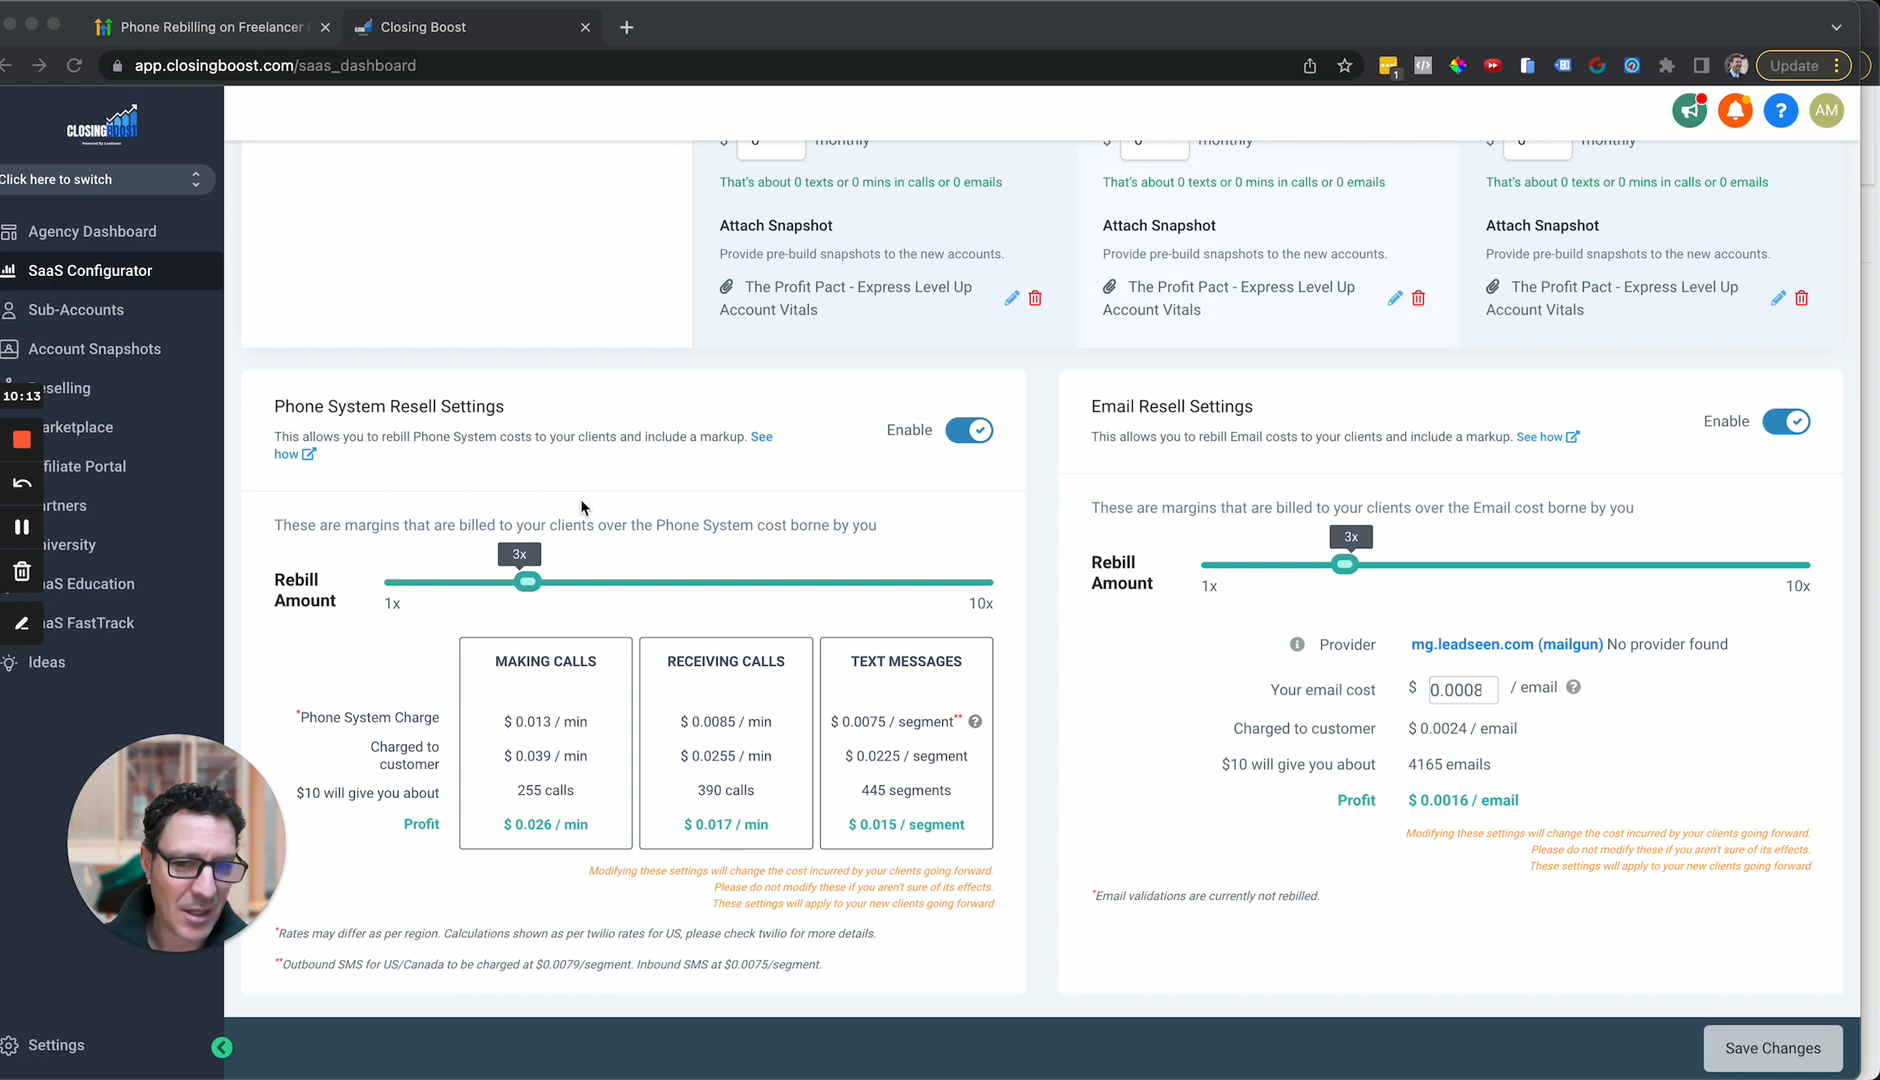 Phone Rebilling on Freelancer
Closing Boost
app.closingboost.com/saas_dashboard
1
Update
CLOSINGBOOST
Powered By Leadseen
?
AM
Click here to switch
Agency Dashboard
SaaS Configurator
Sub-Accounts
Account Snapshots
eselling
arketplace
ffiliate Portal
artners
niversity
aaS Education
aaS FastTrack
Ideas
Settings
10:13
$ monthly
$ monthly
$ monthly
That's about 0 texts or 0 mins in calls or 0 emails
That's about 0 texts or 0 mins in calls or 0 emails
That's about 0 texts or 0 mins in calls or 0 emails
Attach Snapshot
Attach Snapshot
Attach Snapshot
Provide pre-build snapshots to the new accounts.
Provide pre-build snapshots to the new accounts.
Provide pre-build snapshots to the new accounts.
The Profit Pact - Express Level Up
Account Vitals
The Profit Pact - Express Level Up
Account Vitals
The Profit Pact - Express Level Up
Account Vitals
Phone System Resell Settings
This allows you to rebill Phone System costs to your clients and include a markup. See
how
Enable
These are margins that are billed to your clients over the Phone System cost borne by you
3x
Rebill
Amount
1x
10x
MAKING CALLS RECEIVING CALLS TEXT MESSAGES
*Phone System Charge $ 0.013 / min $ 0.0085 / min $ 0.0075 / segment** ?
Charged to
customer $ 0.039 / min $ 0.0255 / min $ 0.0225 / segment
$10 will give you about 255 calls 390 calls 445 segments
Profit $ 0.026 / min $ 0.017 / min $ 0.015 / segment
Modifying these settings will change the cost incurred by your clients going forward.
Please do not modify these if you aren't sure of its effects.
These settings will apply to your new clients going forward
*Rates may differ as per region. Calculations shown as per twilio rates for US, please check twilio for more details.
**Outbound SMS for US/Canada to be charged at $0.0079/segment. Inbound SMS at $0.0075/segment.
Email Resell Settings
This allows you to rebill Email costs to your clients and include a markup. See how
Enable
These are margins that are billed to your clients over the Email cost borne by you
3x
Rebill
Amount
1x
10x
Provider mg.leadseen.com (mailgun) No provider found
Your email cost $ 0.0008 / email ?
Charged to customer $ 0.0024 / email
$10 will give you about 4165 emails
Profit $ 0.0016 / email
Modifying these settings will change the cost incurred by your clients going forward.
Please do not modify these if you aren't sure of its effects.
These settings will apply to your new clients going forward
*Email validations are currently not rebilled.
Save Changes